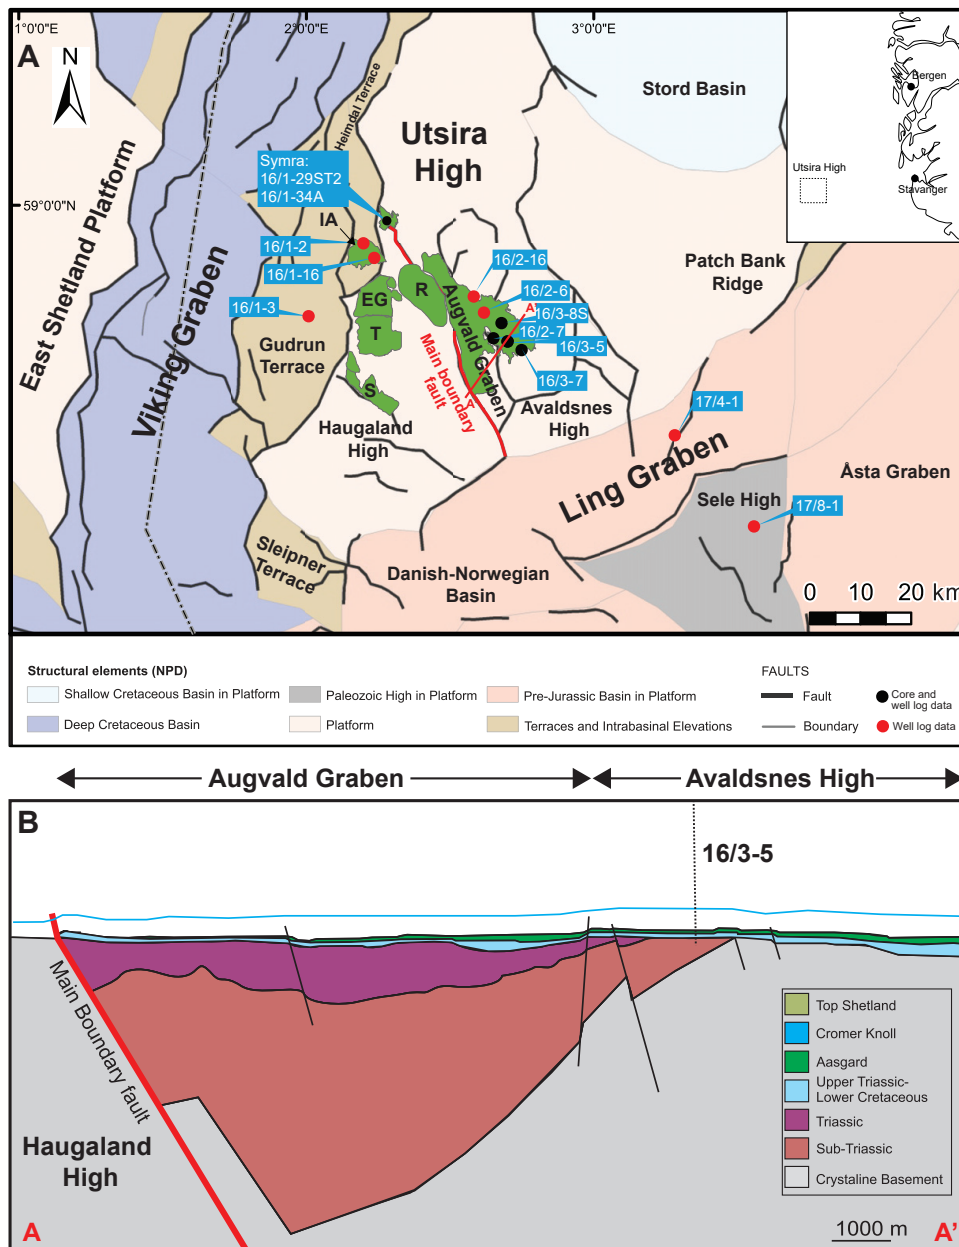 1°0'0"E
2°0'0"E
3°0'0"E
A
N
59°0'0"N
East Shetland Platform
Viking Graben
Heimdal Terrace
Utsira
High
Stord Basin
Bergen
Utsira High
Stavanger
Symra:
16/1-29ST2
16/1-34A
IA
16/1-2
16/1-16
16/1-3
Gudrun
Terrace
EG
T
R
S
Augvald Graben
16/2-16
16/2-6
16/3-8S
A'
16/2-7
16/3-5
16/3-7
Main boundary
fault
A
Patch Bank
Ridge
Haugaland
High
Avaldsnes
High
17/4-1
Ling Graben
Sele High
Åsta Graben
17/8-1
Sleipner
Terrace
Danish-Norwegian
Basin
0 10 20 km
Structural elements (NPD)
Shallow Cretaceous Basin in Platform
Deep Cretaceous Basin
Paleozoic High in Platform
Platform
Pre-Jurassic Basin in Platform
Terraces and Intrabasinal Elevations
FAULTS
Fault
Boundary
Core and
well log data
Well log data
Augvald Graben
Avaldsnes High
B
16/3-5
Main Boundary fault
Haugaland
High
Top Shetland
Cromer Knoll
Aasgard
Upper Triassic-
Lower Cretaceous
Triassic
Sub-Triassic
Crystaline Basement
A
1000 m
A'